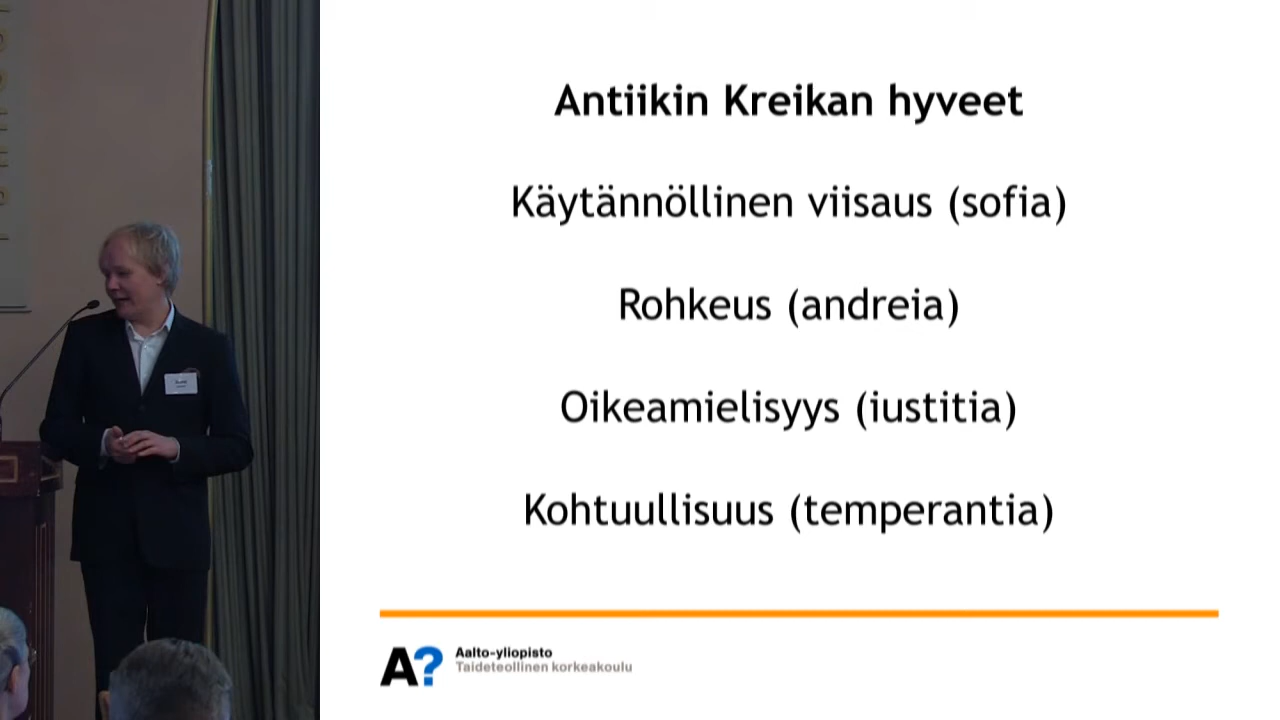 Antiikin Kreikan hyveet
Käytännöllinen viisaus (sofia)
Rohkeus (andreia)
Oikeamielisyys (iustitia)
Kohtuullisuus (temperantia)
A?
Aalto-yliopisto
Taideteollinen korkeakoulu